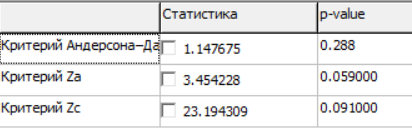 Статистика p-value
Критерий Андерсона–Да 1.147675 0.288
Критерий Za 3.454228 0.059000
Критерий Zc 23.194309 0.091000